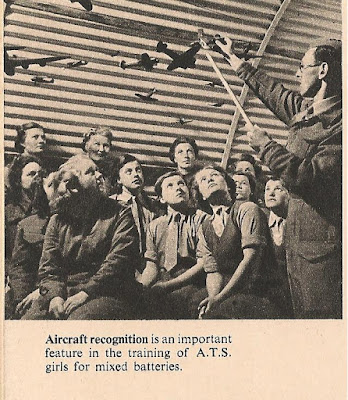 Aircraft recognition is an important
feature in the training of A.T.S.
girls for mixed batteries.